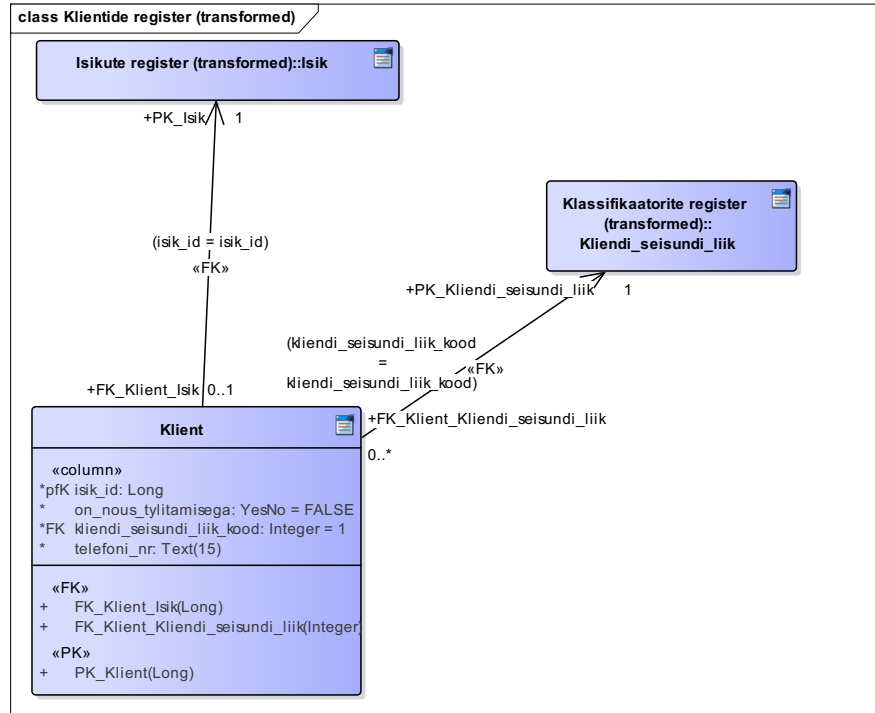 class Klientide register (transformed)
Isikute register (transformed)::Isik
+PK_Isik 1
Klassifikaatorite register
(transformed)::
Kliendi_seisundi_liik
(isik_id = isik_id)
«FK»
+PK_Kliendi_seisundi_liik 1
(kliendi_seisundi_liik_kood
=
kliendi_seisundi_liik_kood)
«FK»
+FK_Klient_Isik 0..1
+FK_Klient_Kliendi_seisundi_liik
0..*
Klient
«column»
*pfK isik_id: Long
* on_nous_tylitamisega: YesNo = FALSE
*FK kliendi_seisundi_liik_kood: Integer = 1
* telefoni_nr: Text(15)
«FK»
+ FK_Klient_Isik(Long)
+ FK_Klient_Kliendi_seisundi_liik(Integer)
«PK»
+ PK_Klient(Long)